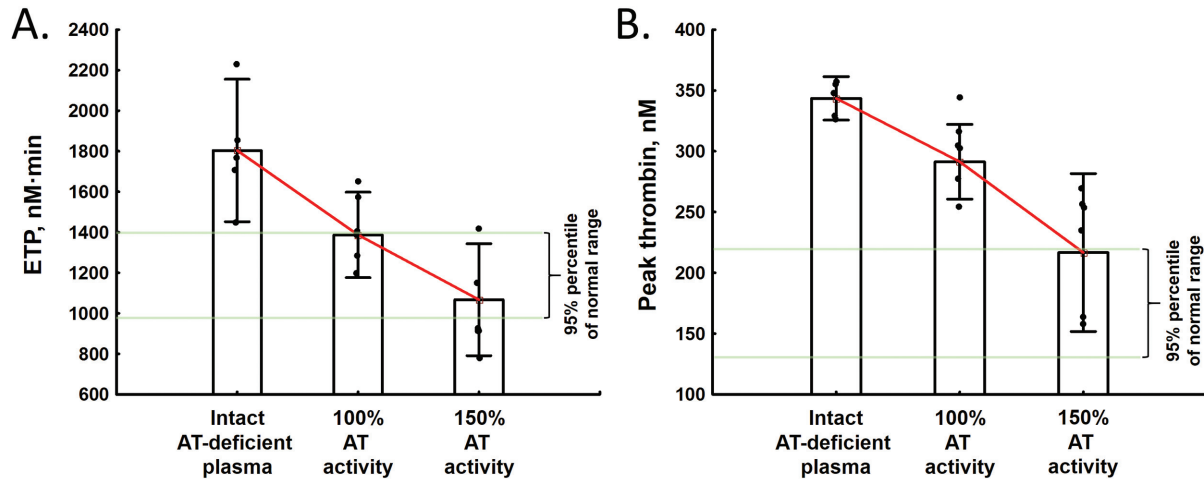 A.
ETP, nM·min
2400
2200
2000
1800
1600
1400
1200
1000
800
600
95% percentile
of normal range
Intact
AT-deficient
plasma
100%
AT
activity
150%
AT
activity
B.
Peak thrombin, nM
400
350
300
250
200
150
100
95% percentile
of normal range
Intact
AT-deficient
plasma
100%
AT
activity
150%
AT
activity